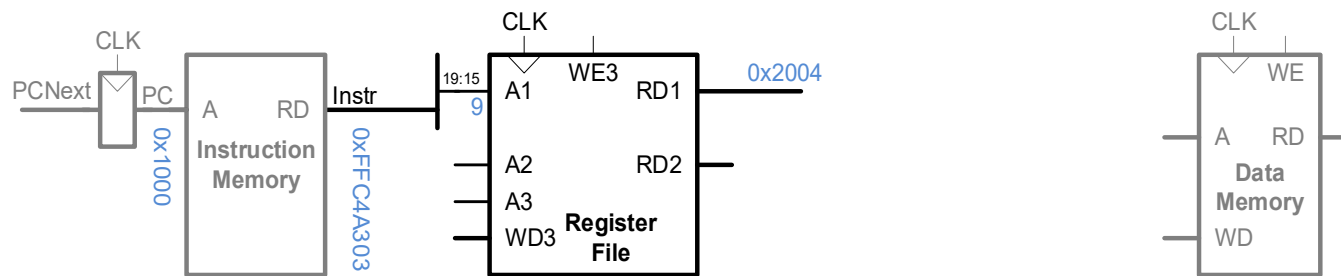 CLK
PCNext
PC
0x1000
A
RD
Instruction
Memory
Instr
0xFFC4A303
19:15
9
CLK
WE3
A1
RD1
0x2004
A2
RD2
A3
WD3
Register
File
CLK
WE
A
RD
Data
Memory
WD